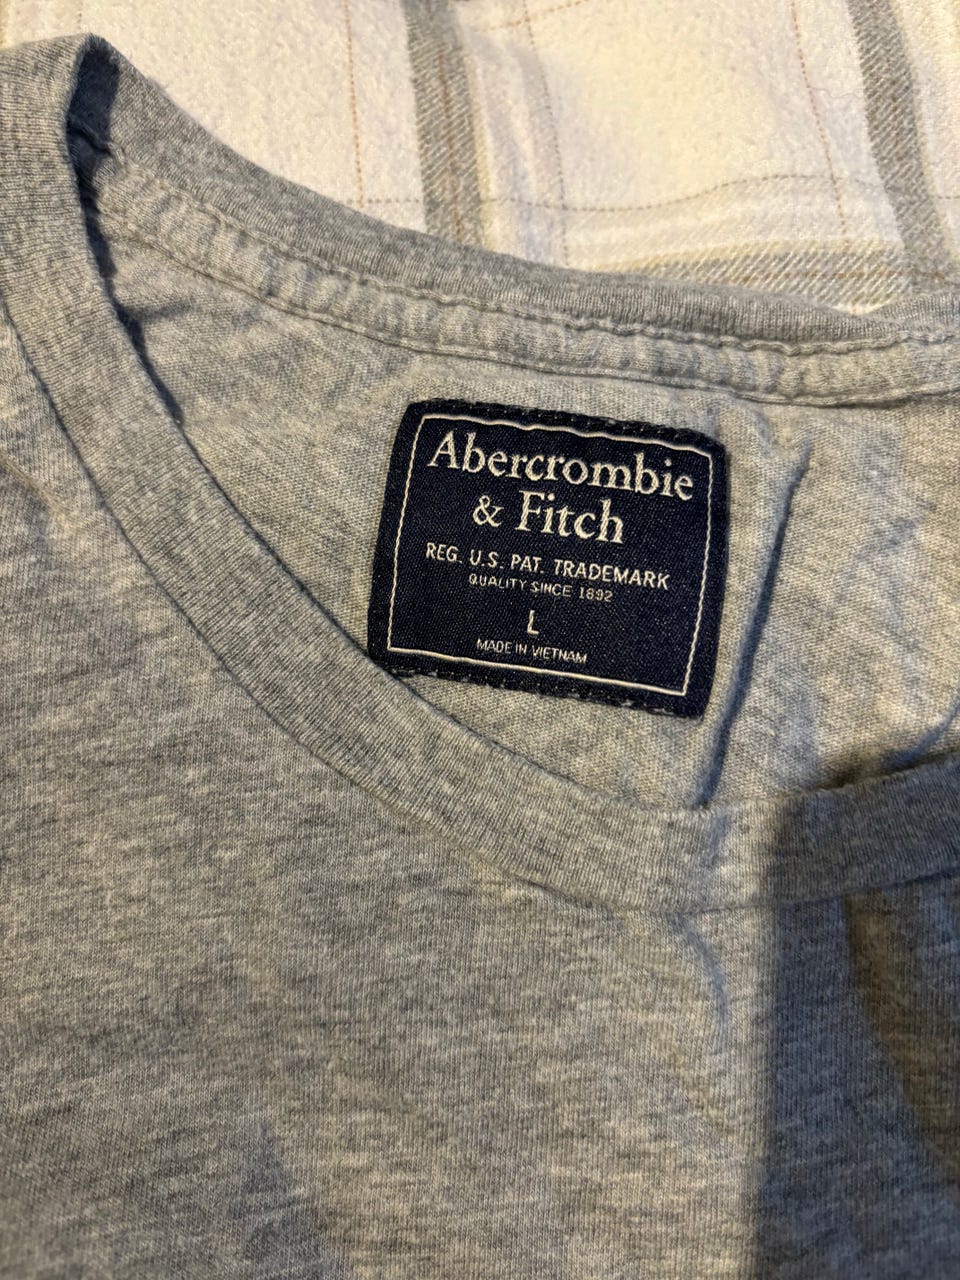 Abercrombie
& Fitch
REG. U.S. PAT. TRADEMARK
QUALITY SINCE 1892
L
MADE IN VIETNAM